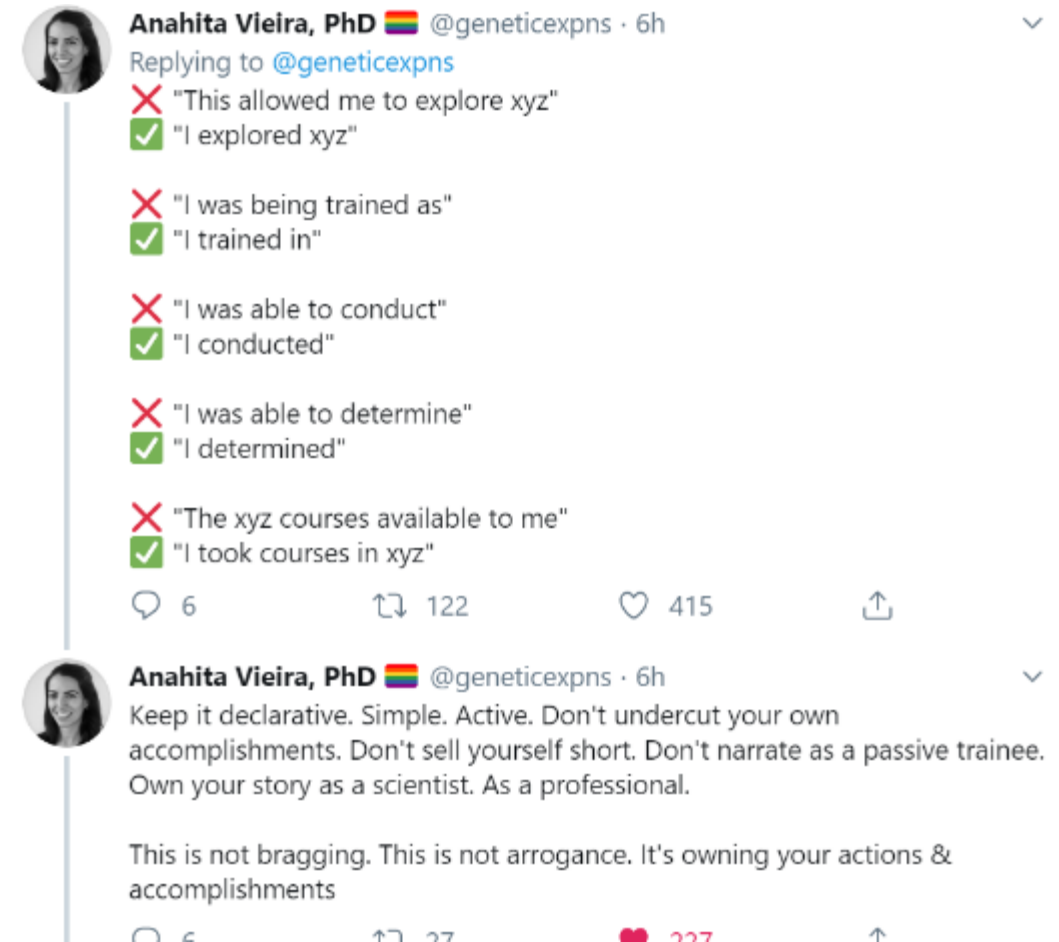 Anahita Vieira, PhD 🏳️‍🌈 @geneticexpns · 6h
Replying to @geneticexpns
❌ "This allowed me to explore xyz"
✅ "I explored xyz"
❌ "I was being trained as"
✅ "I trained in"
❌ "I was able to conduct"
✅ "I conducted"
❌ "I was able to determine"
✅ "I determined"
❌ "The xyz courses available to me"
✅ "I took courses in xyz"
6 122 415
Anahita Vieira, PhD 🏳️‍🌈 @geneticexpns · 6h
Keep it declarative. Simple. Active. Don't undercut your own
accomplishments. Don't sell yourself short. Don't narrate as a passive trainee.
Own your story as a scientist. As a professional.
This is not bragging. This is not arrogance. It's owning your actions &
accomplishments
6 27 227